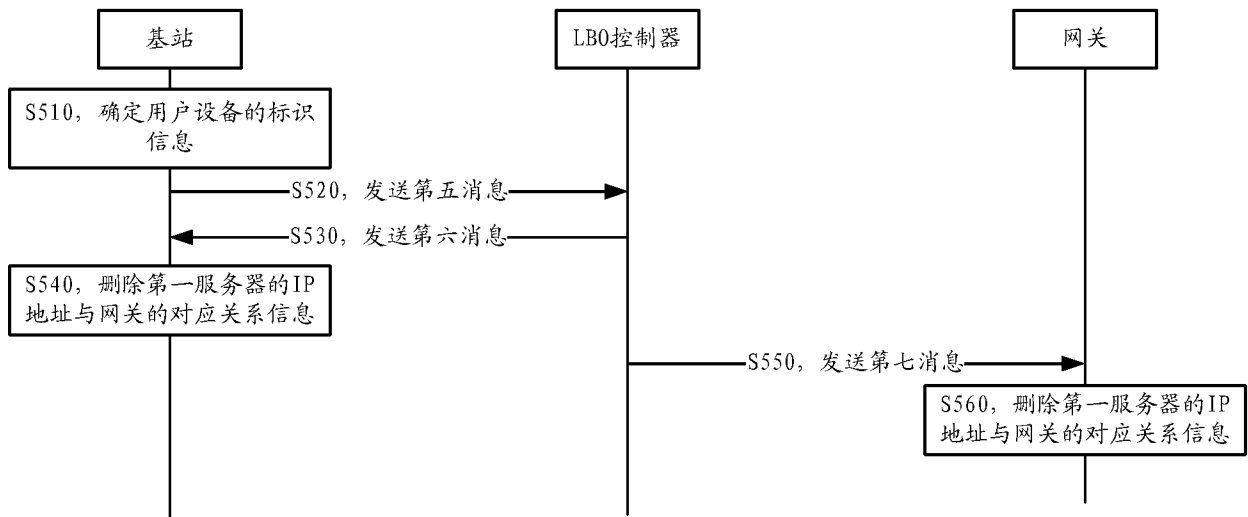 基站
LBO控制器
网关
S510，确定用户设备的标识
信息
S520，发送第五消息
S530，发送第六消息
S540，删除第一服务器的IP
地址与网关的对应关系信息
S550，发送第七消息
S560，删除第一服务器的IP
地址与网关的对应关系信息